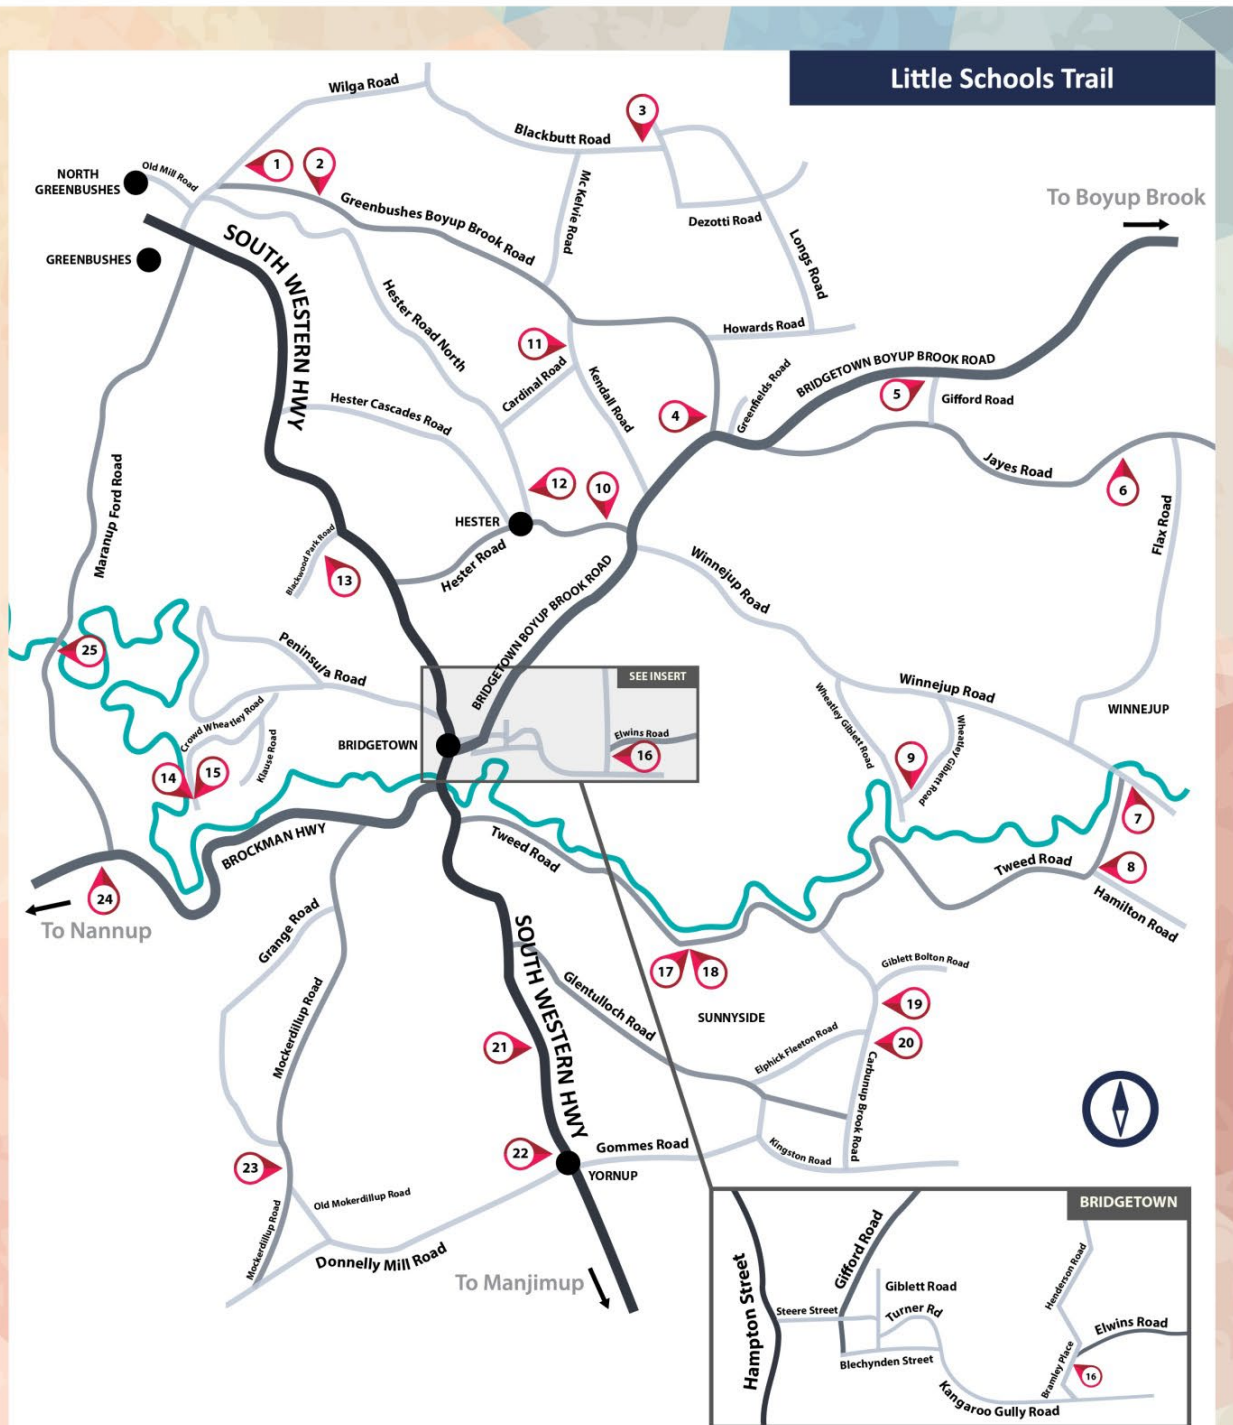 Little Schools Trail
Wilga Road
3
Blackbutt Road
1
2
Old Mill Road
NORTH
GREENBUSHES
Mc Kelvie Road
To Boyup Brook
Greenbushes Boyup Brook Road
Dezotti Road
Longs Road
GREENBUSHES
SOUTH WESTERN HWY
Hester Road North
Howards Road
11
Cardinal Road
Kendall Road
BRIDGETOWN BOYUP BROOK ROAD
5
Gifford Road
Greenfields Road
4
Hester Cascades Road
Jayes Road
6
12
10
HESTER
Maranup Ford Road
Flax Road
Blackwood Park Road
13
Hester Road
Winnejup Road
BRIDGETOWN BOYUP BROOK ROAD
25
Peninsula Road
SEE INSERT
Winnejup Road
WINNEJUP
Crowd Wheatley Road
Klause Road
BRIDGETOWN
Elwins Road
16
Wheatley Giblett Road
Wheatley Giblett Road
9
14
15
7
BROCKMAN HWY
Tweed Road
Tweed Road
8
Hamilton Road
24
To Nannup
Grange Road
SOUTH WESTERN HWY
17
18
Giblett Bolton Road
Glentulloch Road
SUNNYSIDE
19
Mockerdillup Road
21
Elphick Fleeton Road
20
Carbunup Brook Road
22
Gommes Road
Kingston Road
23
YORNUP
Old Mokerdillup Road
Mockerdillup Road
Donnelly Mill Road
To Manjimup
BRIDGETOWN
Hampton Street
Gifford Road
Giblett Road
Steere Street
Turner Rd
Henderson Road
Elwins Road
Blechynden Street
Bramley Place
16
Kangaroo Gully Road